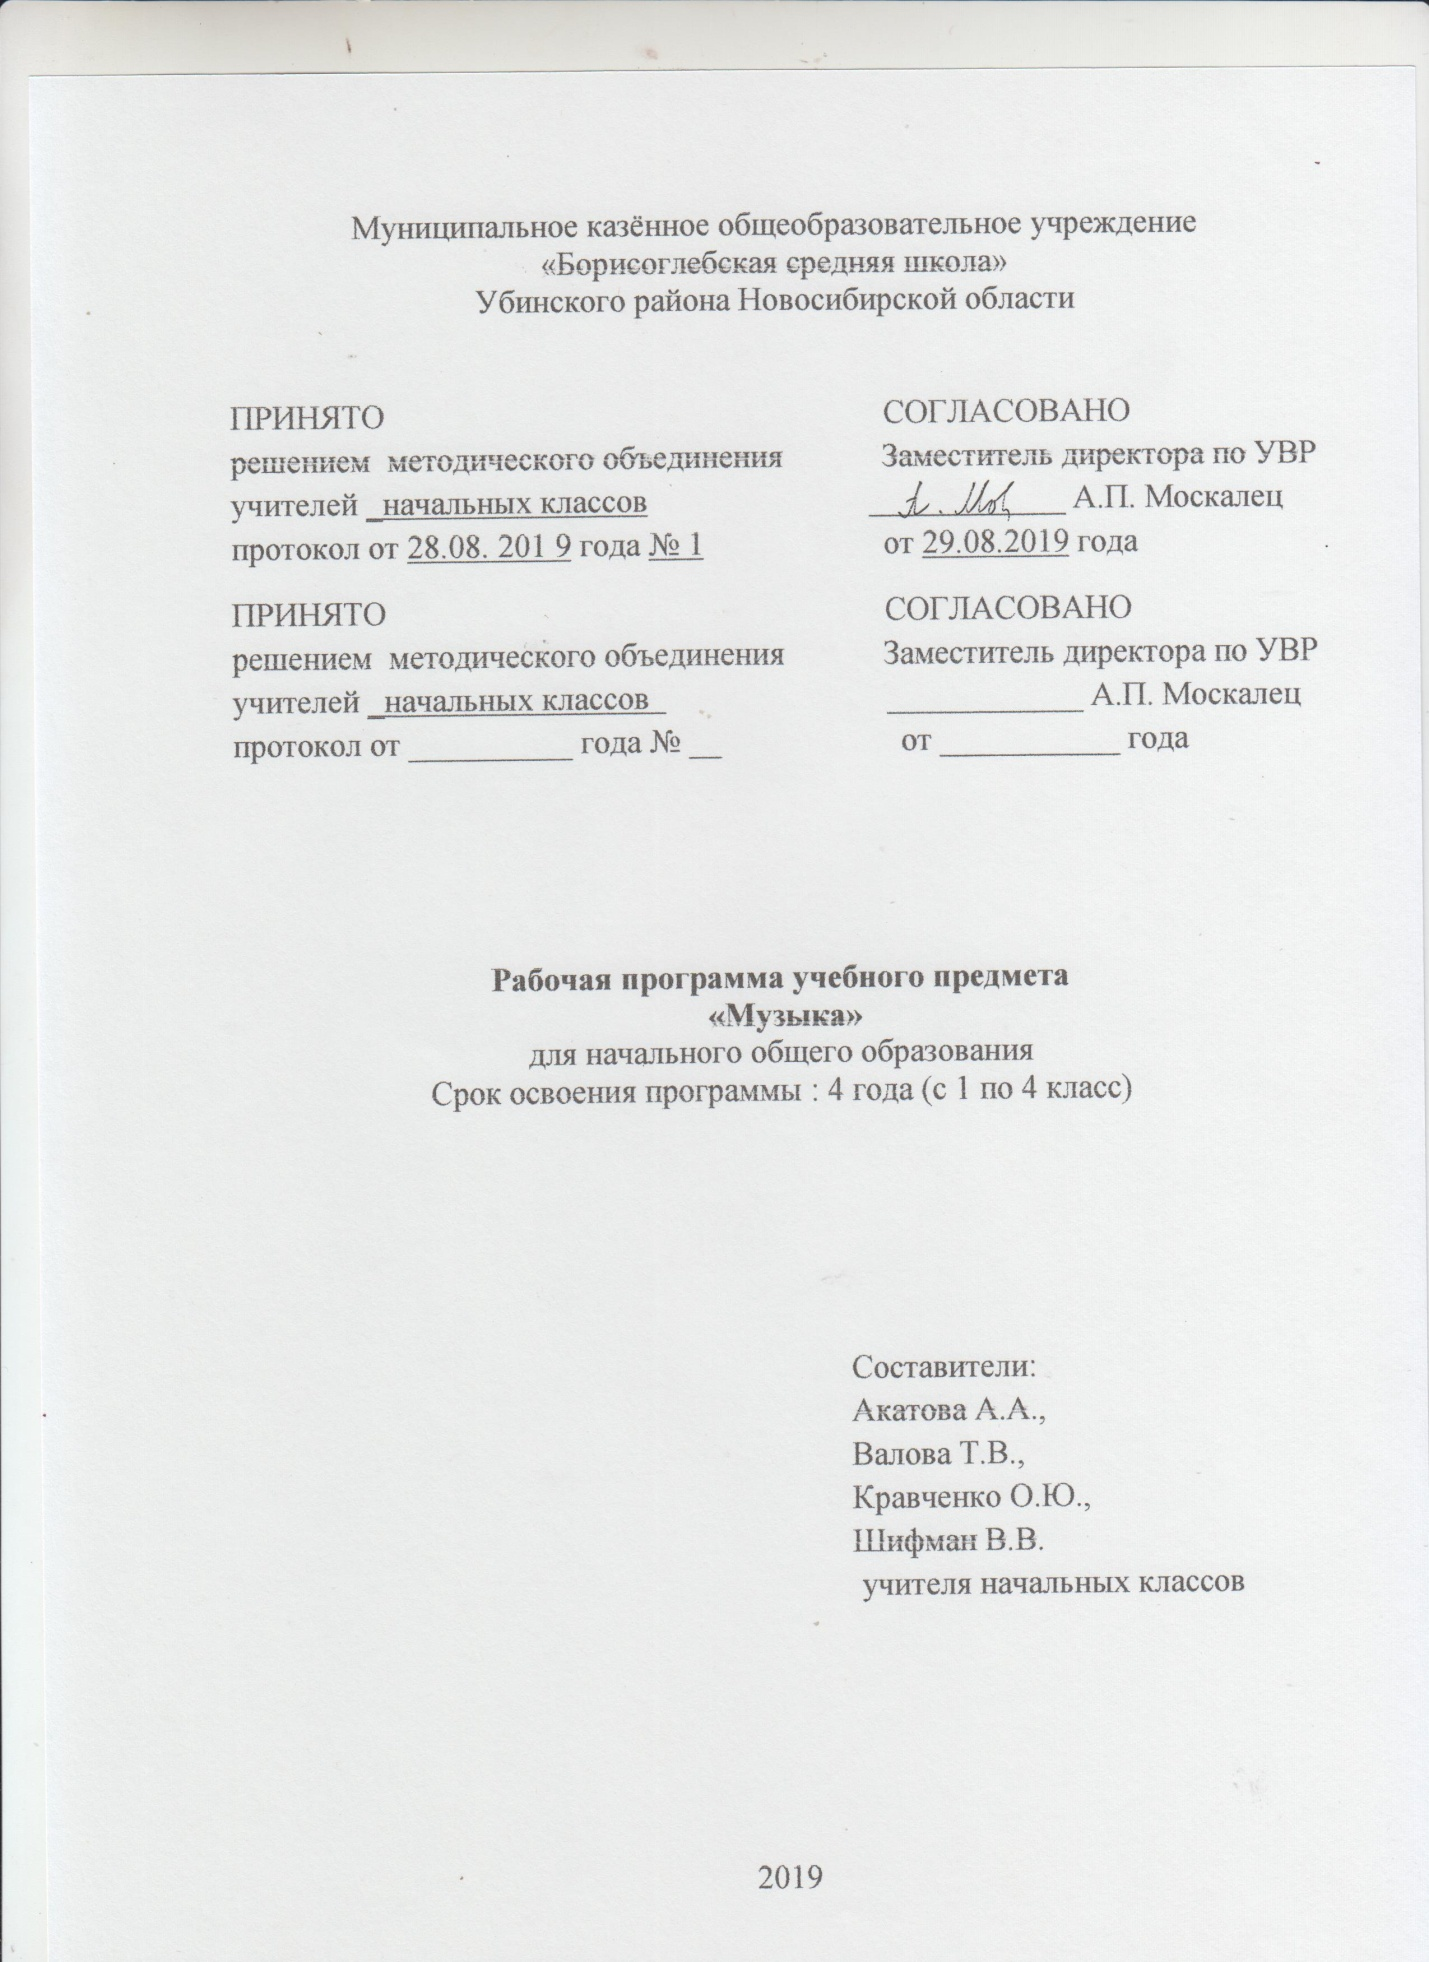 Муниципальное казённое общеобразовательное учреждение
«Борисоглебская средняя школа»
Убинского района Новосибирской области
ПРИНЯТО
решением методического объединения
учителей _начальных классов
протокол от 28.08. 201 9 года № 1
СОГЛАСОВАНО
Заместитель директора по УВР
____________ А.П. Москалец
от 29.08.2019 года
ПРИНЯТО
решением методического объединения
учителей _начальных классов_
протокол от __________ года № __
СОГЛАСОВАНО
Заместитель директора по УВР
____________ А.П. Москалец
от ___________ года
Рабочая программа учебного предмета
«Музыка»
для начального общего образования
Срок освоения программы : 4 года (с 1 по 4 класс)
Составители:
Акатова А.А.,
Валова Т.В.,
Кравченко О.Ю.,
Шифман В.В.
учителя начальных классов
2019